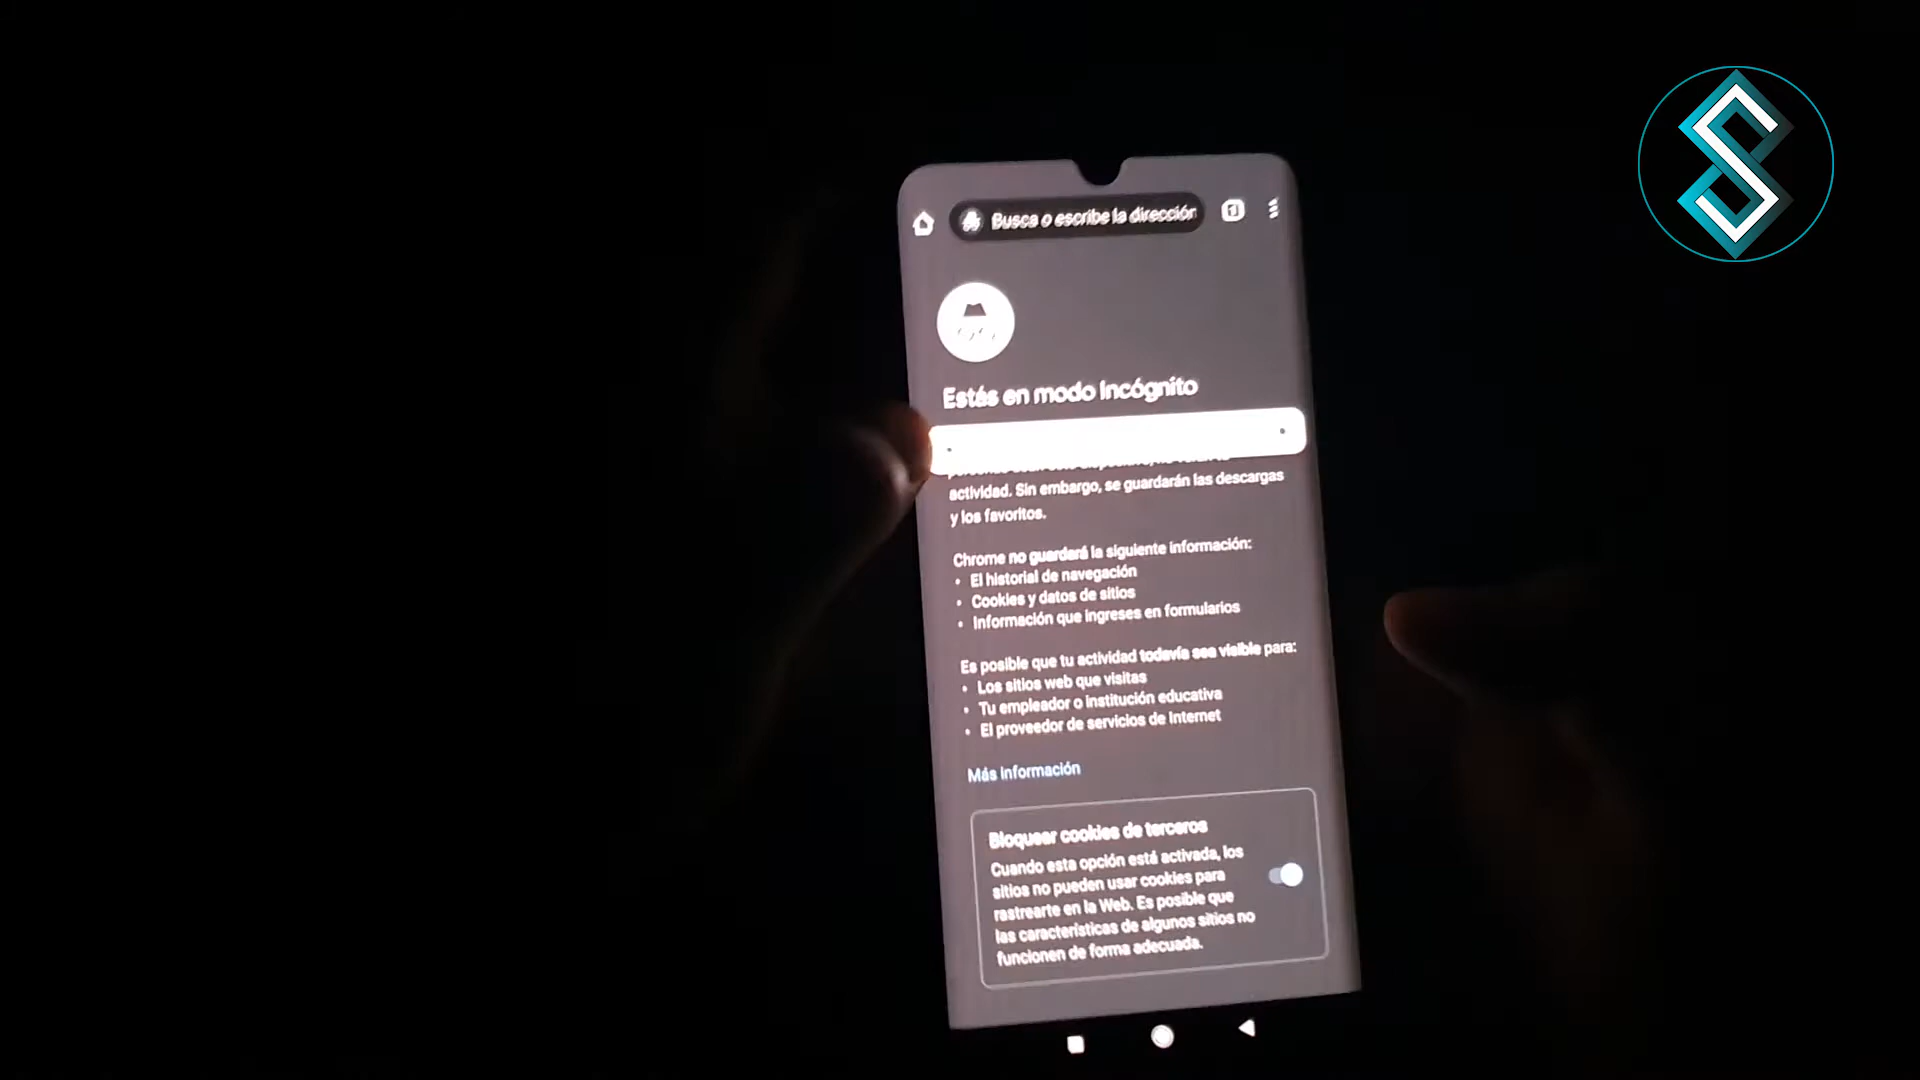 Busca o escribe la dirección
1
Estás en modo Incógnito
actividad. Sin embargo, se guardarán las descargas
y los favoritos.
Chrome no guardará la siguiente información:
• El historial de navegación
• Cookies y datos de sitios
• Información que ingreses en formularios
Es posible que tu actividad todavía sea visible para:
• Los sitios web que visitas
• Tu empleador o institución educativa
• El proveedor de servicios de Internet
Más información
Bloquear cookies de terceros
Cuando esta opción está activada, los
sitios no pueden usar cookies para
rastrearte en la Web. Es posible que
las características de algunos sitios no
funcionen de forma adecuada.